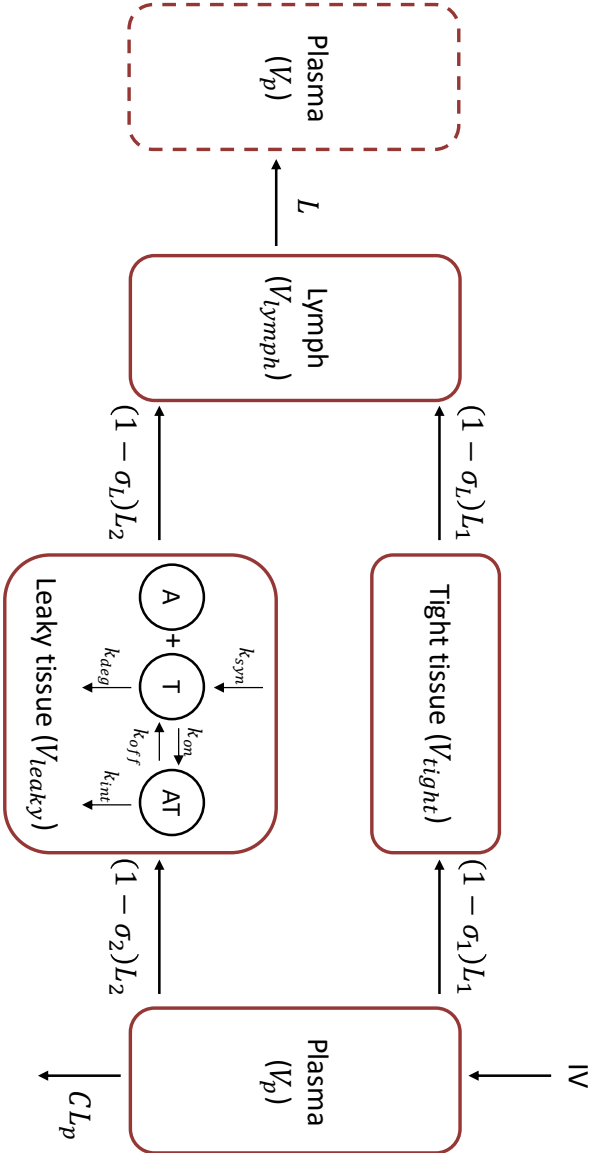 IV
(1 − σ_L)L_1
(1 − σ_1)L_1
Tight tissue (V_tight)
Plasma
(V_p)
L
Lymph
(V_lymph)
Plasma
(V_p)
k_syn
A + T
k_on
k_off
AT
k_deg
k_int
(1 − σ_L)L_2
(1 − σ_2)L_2
Leaky tissue (V_leaky)
CL_p